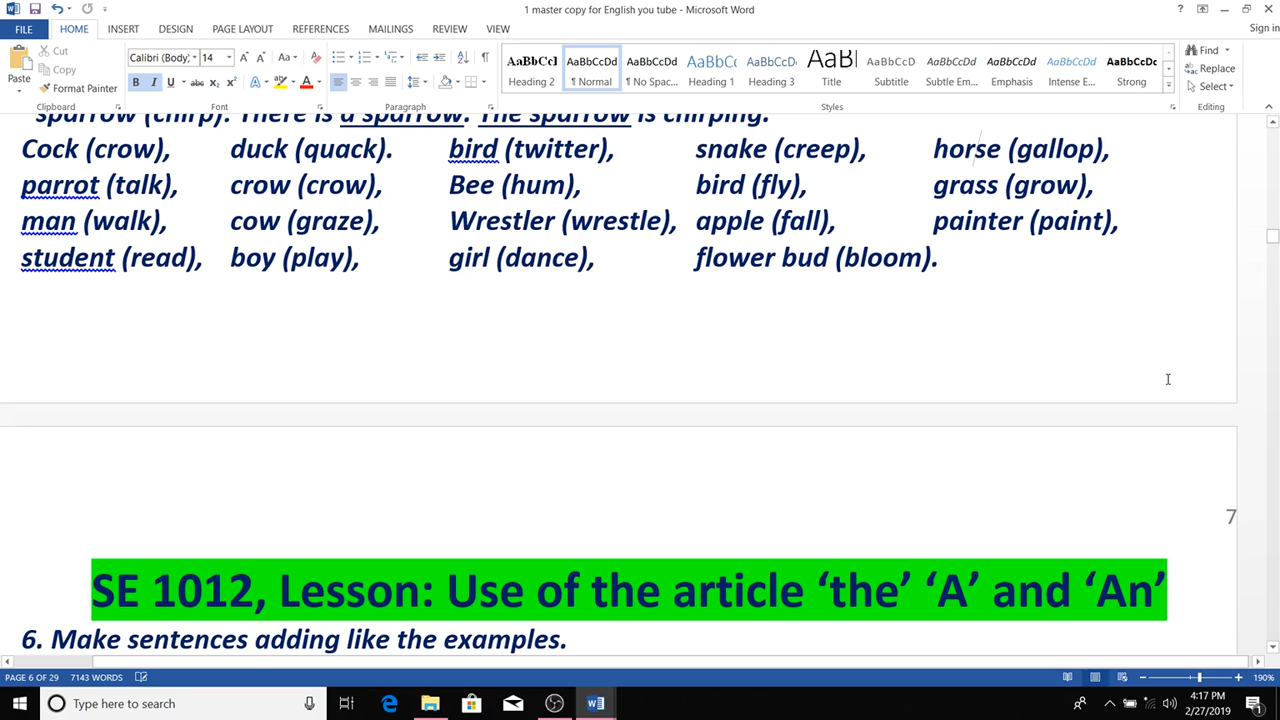 1 master copy for English you tube - Microsoft Word
Sign in
FILE HOME INSERT DESIGN PAGE LAYOUT REFERENCES MAILINGS REVIEW VIEW
Paste
Cut
Copy
Format Painter
Clipboard
Calibri (Body) 14
Font
Paragraph
AaBbCcI AaBbCcDd AaBbCcDd AaBbC( AaBbCcD AaBI AaBbCcD AaBbCcDd AaBbCcDd AaBbCcDd AaBbCcDc
Heading 2 ¶ Normal ¶ No Spac... Heading 1 Heading 3 Title Subtitle Subtle Em... Emphasis Intense E... Strong
Styles
Find
Replace
Select
Editing
sparrow (chirp). There is a sparrow. The sparrow is chirping.
Cock (crow), duck (quack). bird (twitter), snake (creep), horse (gallop),
parrot (talk), crow (crow), Bee (hum), bird (fly), grass (grow),
man (walk), cow (graze), Wrestler (wrestle), apple (fall), painter (paint),
student (read), boy (play), girl (dance), flower bud (bloom).
7
SE 1012, Lesson: Use of the article ‘the’ ‘A’ and ‘An’
6. Make sentences adding like the examples.
PAGE 6 OF 29 7143 WORDS 190%
Type here to search
4:17 PM
2/27/2019